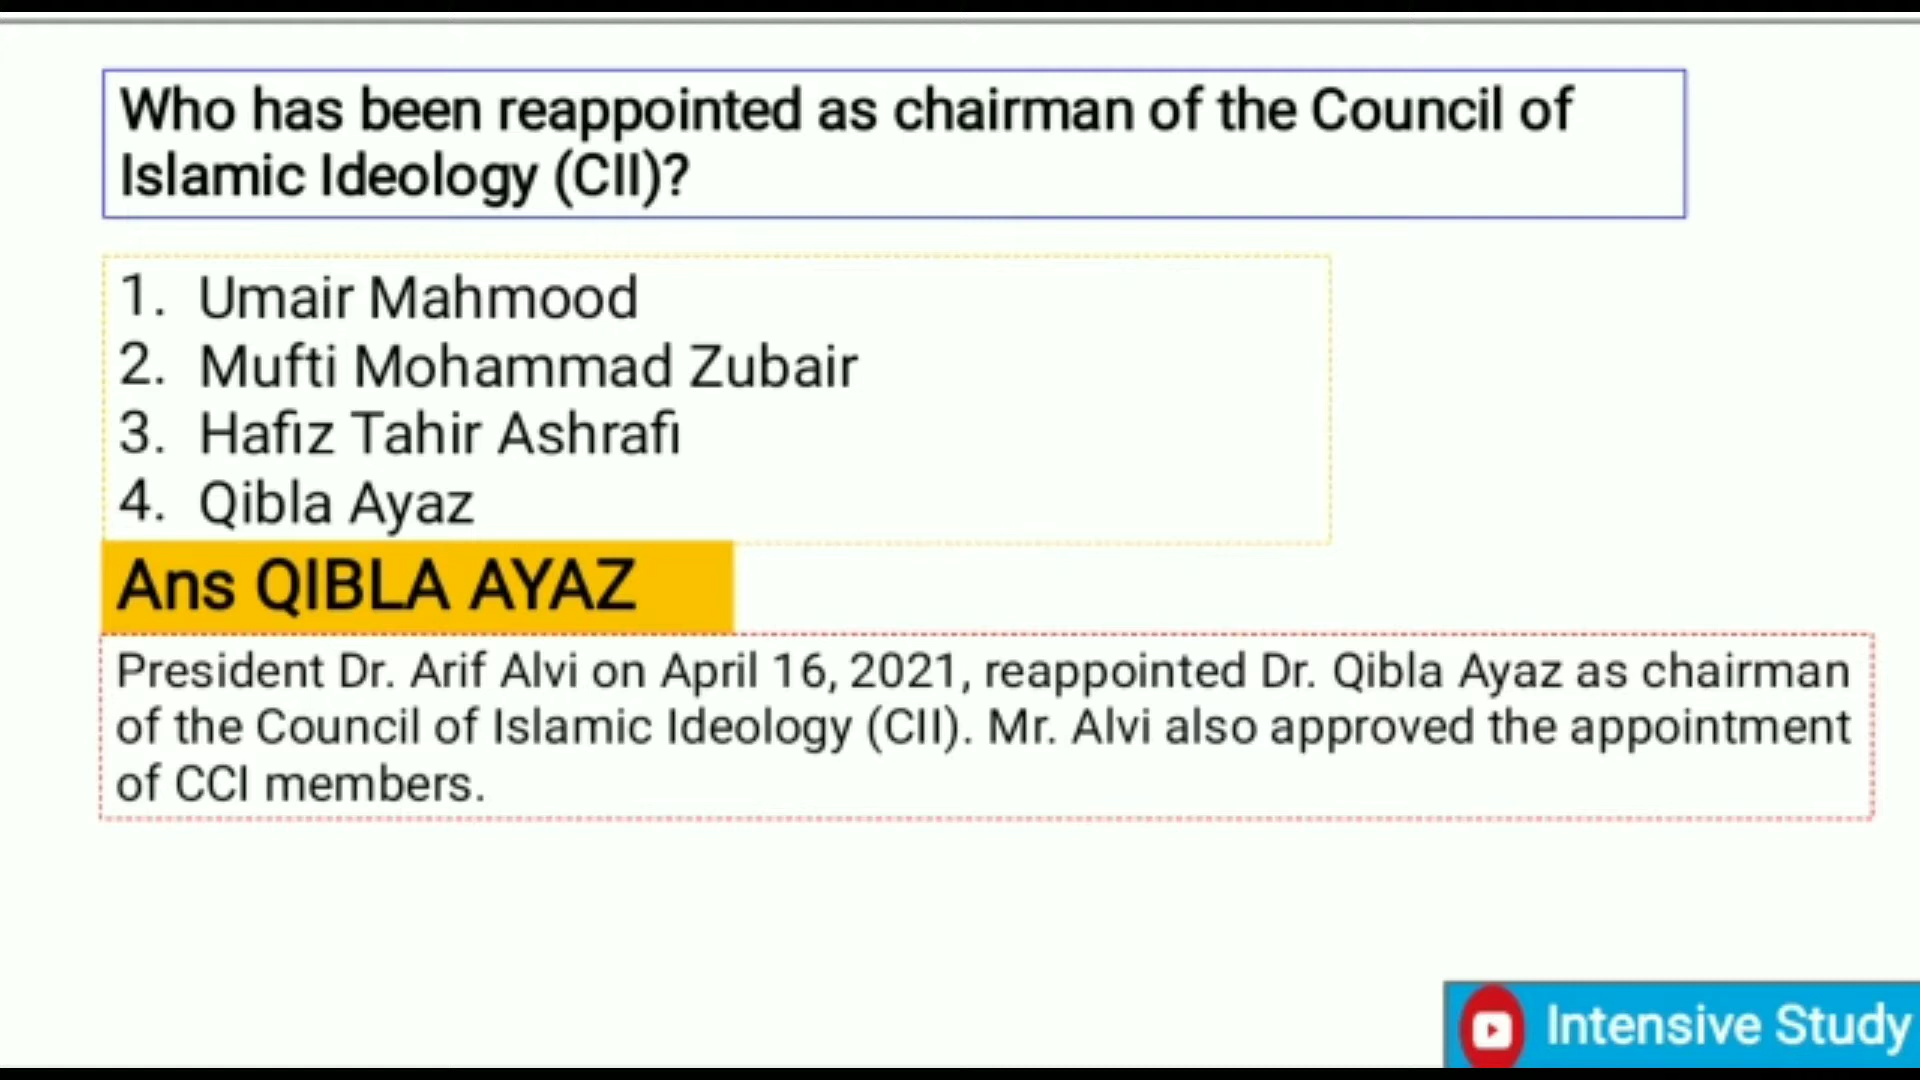 Who has been reappointed as chairman of the Council of
Islamic Ideology (CII)?
1. Umair Mahmood
2. Mufti Mohammad Zubair
3. Hafiz Tahir Ashrafi
4. Qibla Ayaz
Ans QIBLA AYAZ
President Dr. Arif Alvi on April 16, 2021, reappointed Dr. Qibla Ayaz as chairman
of the Council of Islamic Ideology (CII). Mr. Alvi also approved the appointment
of CCI members.
Intensive Study